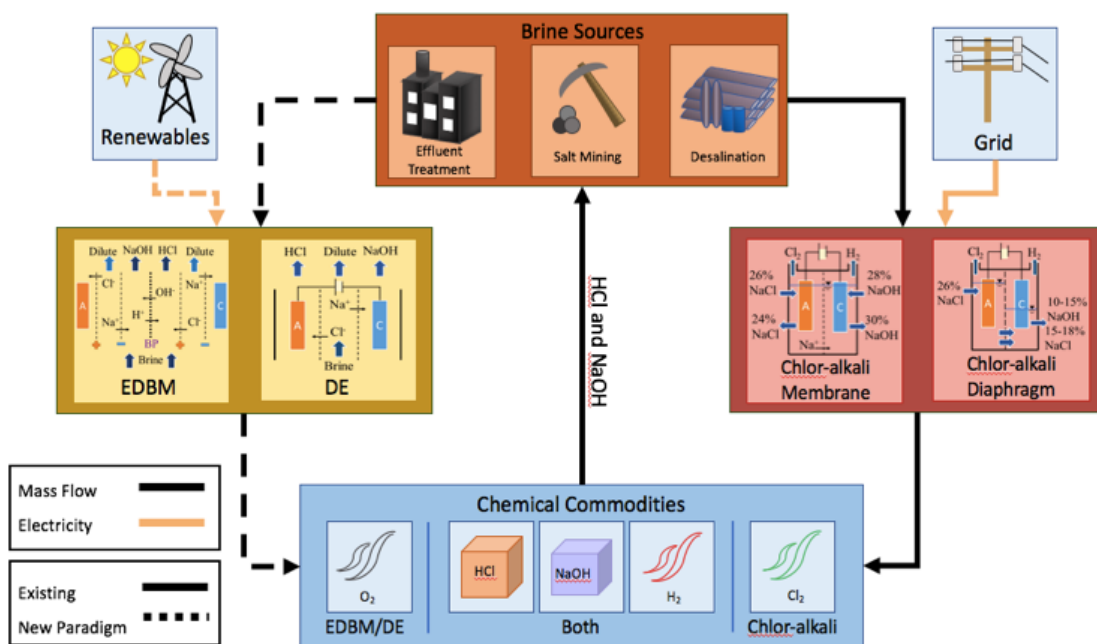 Brine Sources
Effluent
Treatment
Salt Mining
Desalination
Renewables
Grid
Dilute NaOH HCl Dilute
Cl⁻
OH⁻
Na⁺
H⁺
Na⁺
Cl⁻
A
C
BP
Brine
EDBM
HCl Dilute NaOH
Na⁺
A
C
Cl⁻
Brine
DE
HCl and NaOH
Cl₂ H₂
26%
NaCl
28%
NaOH
A
C
24%
NaCl
30%
NaOH
Na⁺
Chlor-alkali
Membrane
Cl₂ H₂
26%
NaCl
A
C
10-15%
NaOH
15-18%
NaCl
Chlor-alkali
Diaphragm
Mass Flow
Electricity
Existing
New Paradigm
Chemical Commodities
O₂
HCl
NaOH
H₂
Cl₂
EDBM/DE
Both
Chlor-alkali